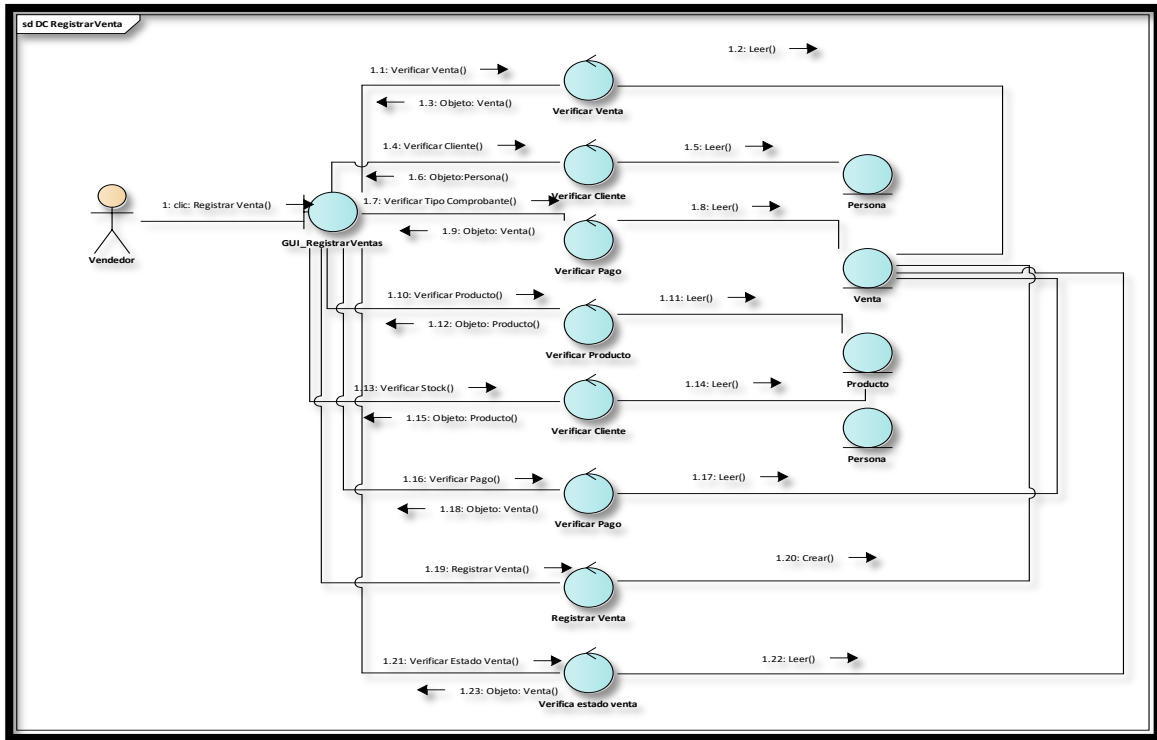 sd DC RegistrarVenta
1.2: Leer()
1.1: Verificar Venta()
1.3: Objeto: Venta()
Verificar Venta
1.4: Verificar Cliente()
1.5: Leer()
1.6: Objeto:Persona()
Verificar Cliente
Persona
1: clic: Registrar Venta()
1.7: Verificar Tipo Comprobante()
1.8: Leer()
1.9: Objeto: Venta()
GUI_RegistrarVentas
Vendedor
Verificar Pago
Venta
1.10: Verificar Producto()
1.11: Leer()
1.12: Objeto: Producto()
Verificar Producto
Producto
1.13: Verificar Stock()
1.14: Leer()
1.15: Objeto: Producto()
Verificar Cliente
Persona
1.16: Verificar Pago()
1.17: Leer()
1.18: Objeto: Venta()
Verificar Pago
1.20: Crear()
1.19: Registrar Venta()
Registrar Venta
1.21: Verificar Estado Venta()
1.22: Leer()
1.23: Objeto: Venta()
Verifica estado venta